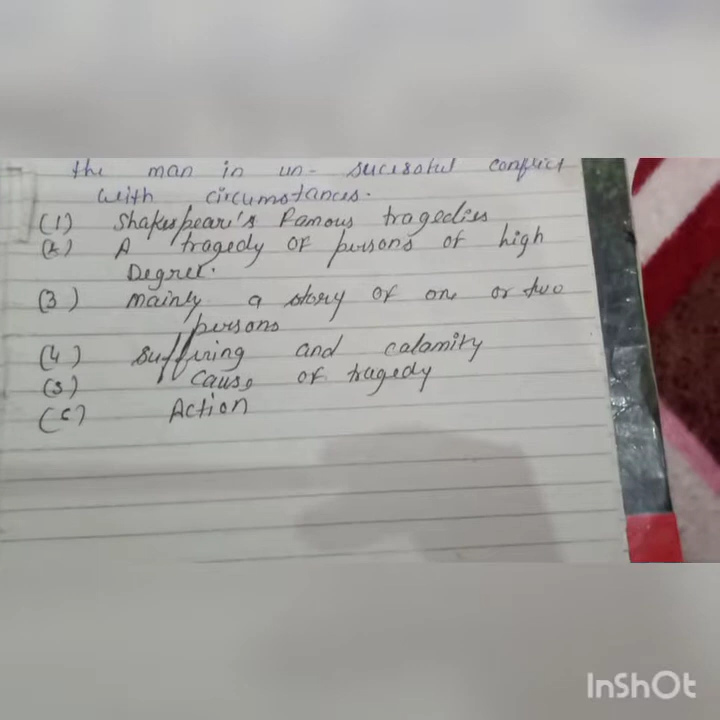 the man in un- sucessful conflict
with circumstances.
(1) Shakespeare's Famous tragedies
(2) A tragedy OF persons of high
Degree.
(3) mainly a story OF one or two
persons
(4) suffering and calamity
(5) Cause OF tragedy
(6) Action
InShOt